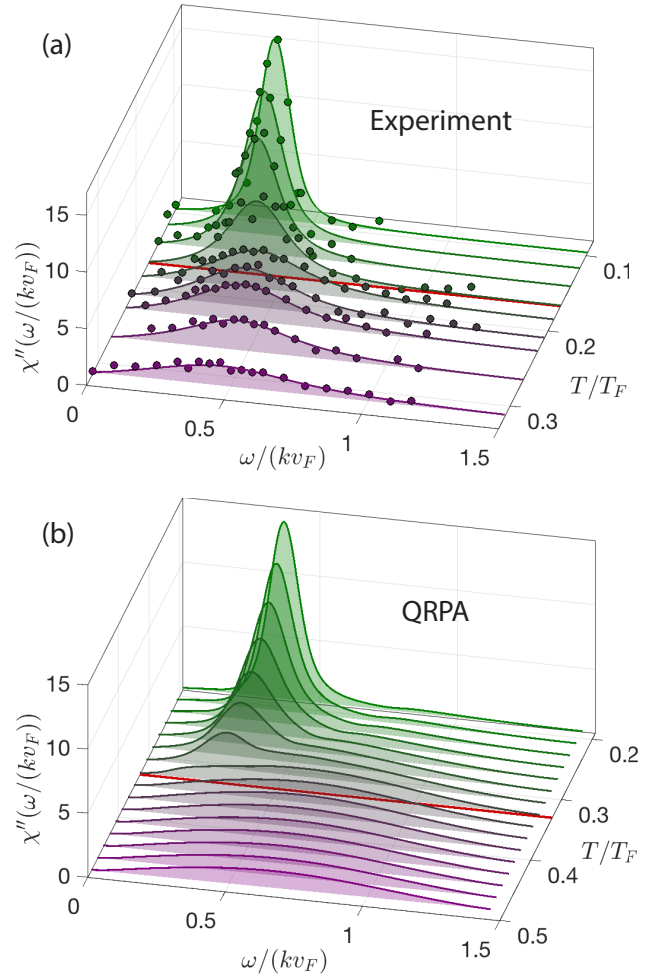 (a)
Experiment
15
10
5
0
χ″(ω/(kv_F))
0
0.5
1
1.5
ω/(kv_F)
0.1
0.2
0.3
T/T_F
(b)
QRPA
15
10
5
0
χ″(ω/(kv_F))
0
0.5
1
1.5
ω/(kv_F)
0.2
0.3
0.4
0.5
T/T_F